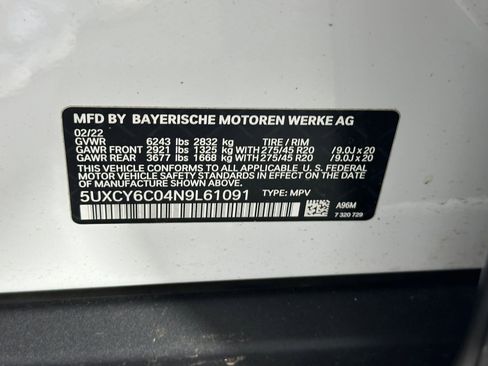 MFD BY BAYERISCHE MOTOREN WERKE AG
02/22
GVWR 6243 lbs 2832 kg TIRE / RIM
GAWR FRONT 2921 lbs 1325 kg WITH 275/45 R20 /9.0J x 20
GAWR REAR 3677 lbs 1668 kg WITH 275/45 R20 /9.0J x 20
THIS VEHICLE CONFORMS TO ALL APPLICABLE U. S. FEDERAL
MOTOR VEHICLE SAFETY STANDARDS IN EFFECT ON THE
DATE OF MANUFACTURE SHOWN ABOVE.
5UXCY6C04N9L61091 TYPE: MPV
A96M
7 320 729